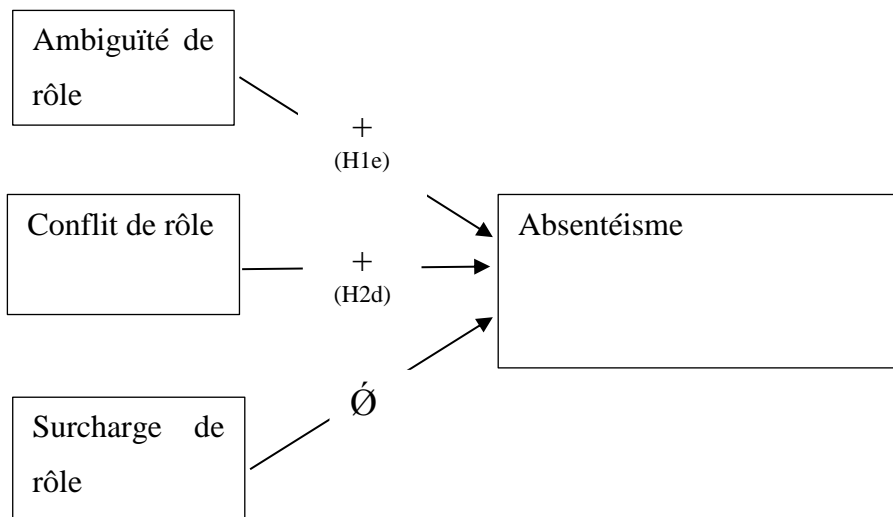 Ambiguïté de
rôle
+
(H1e)
Conflit de rôle
+
(H2d)
Absentéisme
Surcharge de
rôle
Ǿ